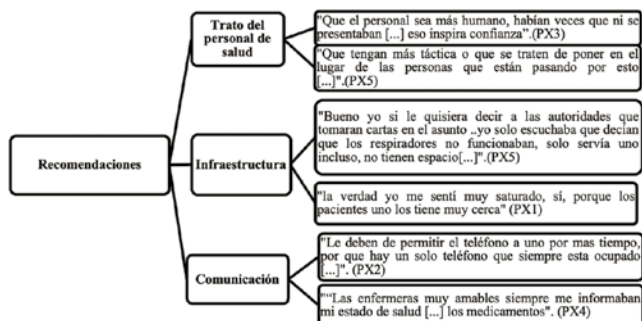 Recomendaciones
Trato del
personal de
salud
"Que el personal sea más humano, habían veces que ni se
presentaban [...] eso inspira confianza".(PX3)
"Que tengan más táctica o que se traten de poner en el
lugar de las personas que están pasando por esto
[...]".(PX5)
Infraestructura
"Bueno yo si le quisiera decir a las autoridades que
tomaran cartas en el asunto ..yo solo escuchaba que decían
que los respiradores no funcionaban, solo servía uno
incluso, no tienen espacio[...]".(PX5)
"la verdad yo me sentí muy saturado, sí, porque los
pacientes uno los tiene muy cerca" (PX1)
Comunicación
"Le deben de permitir el teléfono a uno por mas tiempo,
por que hay un solo teléfono que siempre esta ocupado
[...]". (PX2)
"“Las enfermeras muy amables siempre me informaban
mi estado de salud [...] los medicamentos". (PX4)